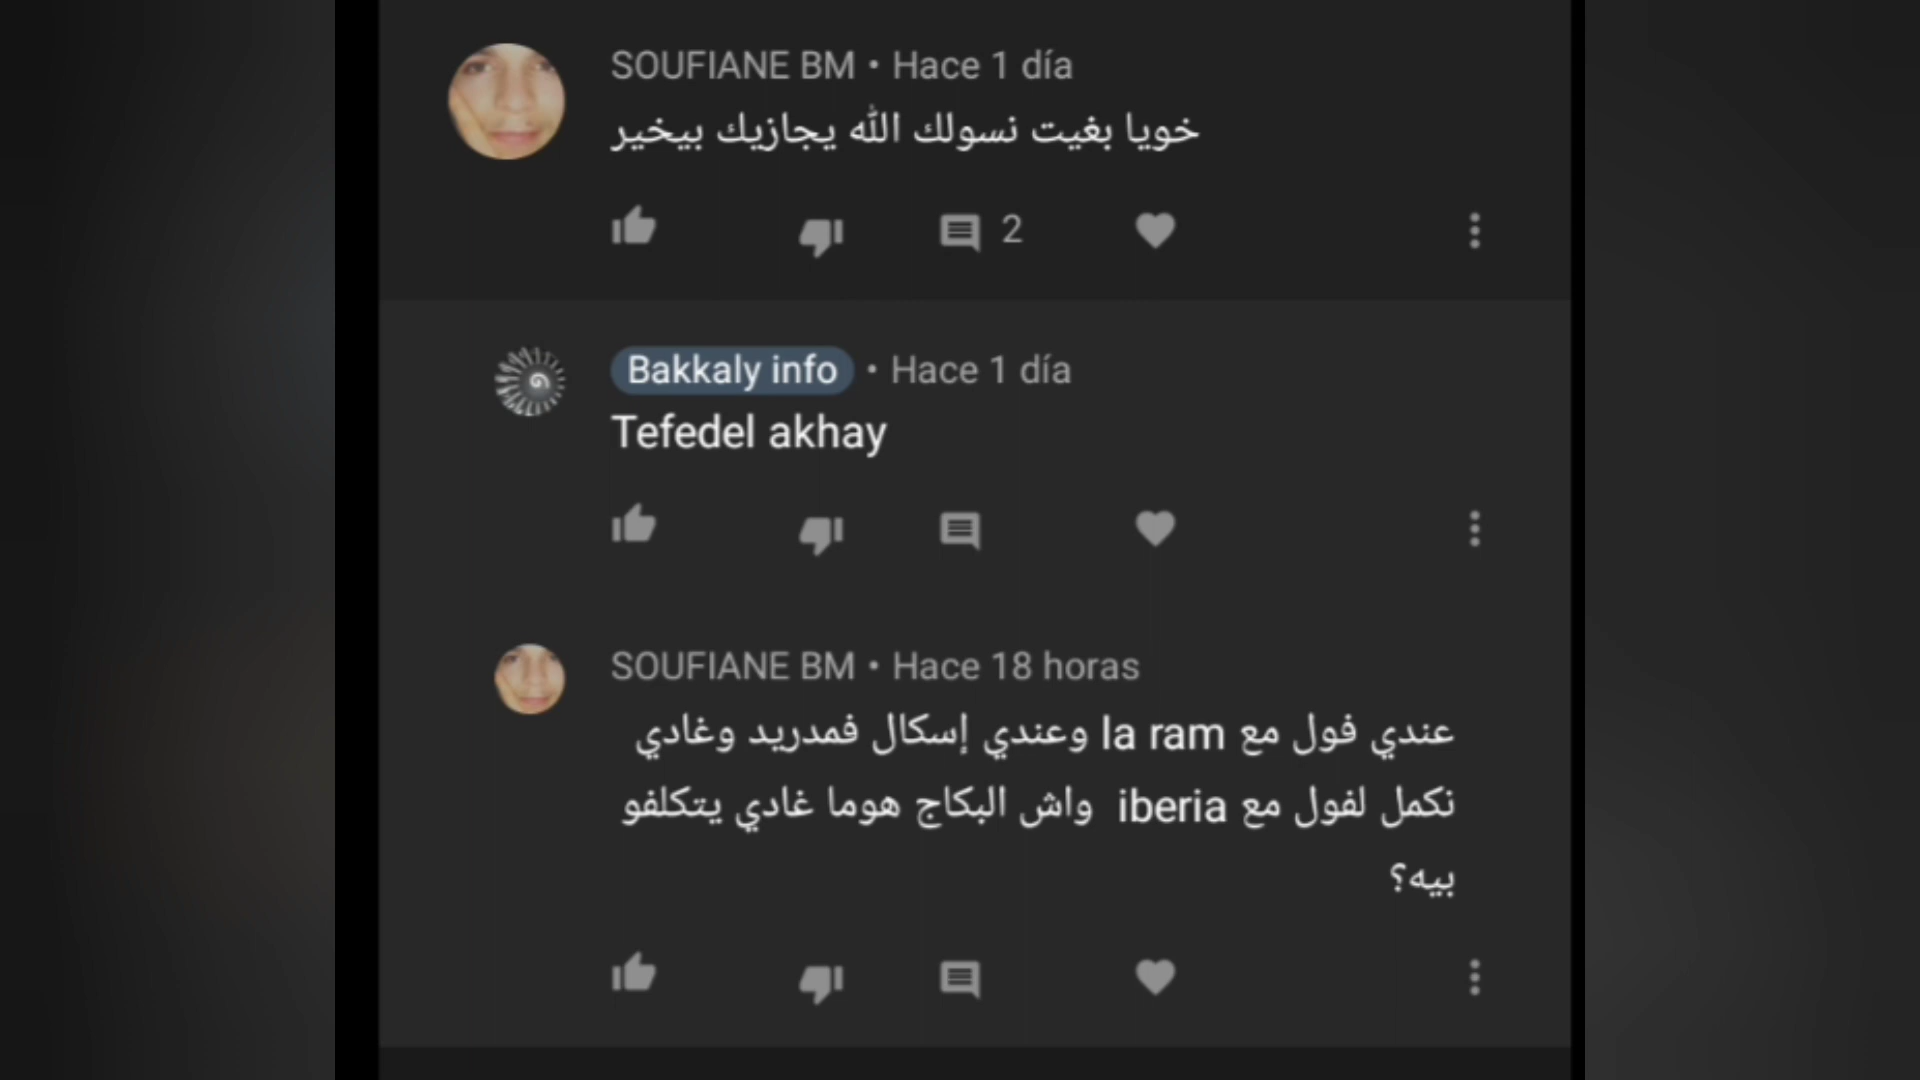 SOUFIANE BM • Hace 1 día
خويا بغيت نسولك الله يجازيك بيخير
2
Bakkaly info • Hace 1 día
Tefedel akhay
SOUFIANE BM • Hace 18 horas
عندي فول مع la ram وعندي إسكال فمدريد وغادي
نكمل لفول مع iberia واش البكاج هوما غادي يتكلفو
بيه؟